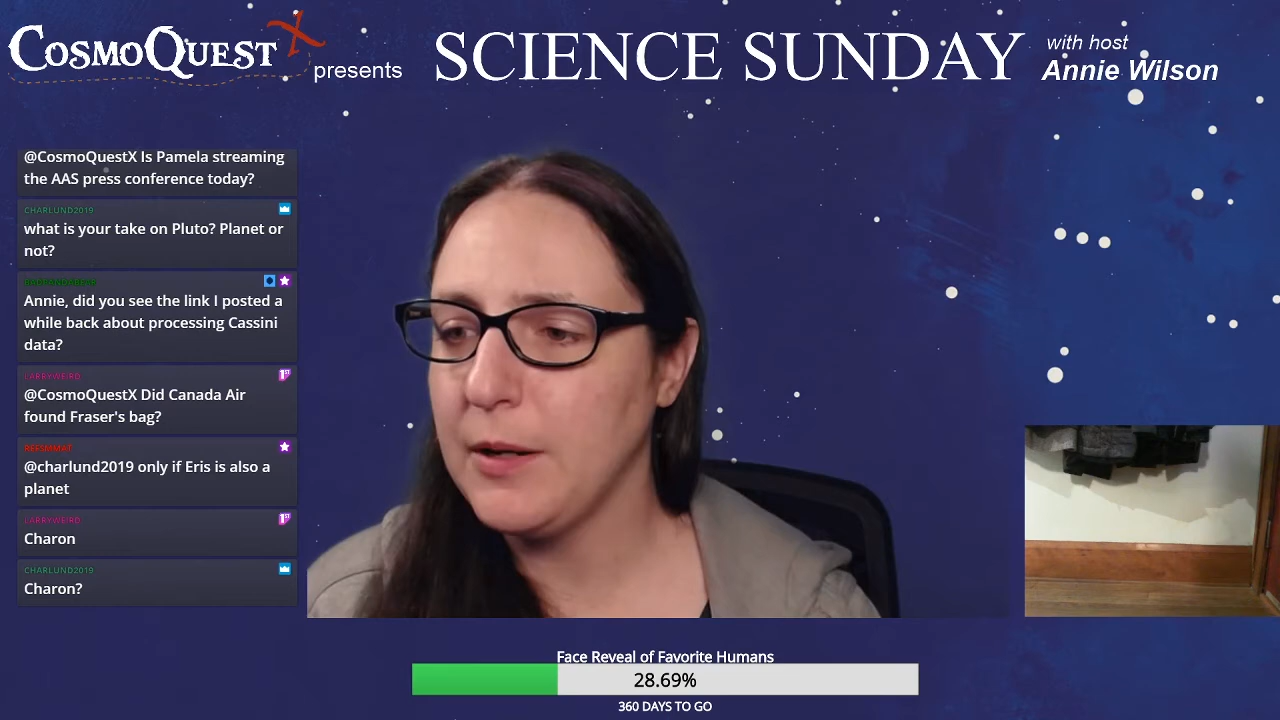 COSMOQUEST X
presents
SCIENCE SUNDAY
with host
Annie Wilson
@CosmoQuestX Is Pamela streaming
the AAS press conference today?
CHARLUND2019
what is your take on Pluto? Planet or
not?
Annie, did you see the link I posted a
while back about processing Cassini
data?
LARRYWEIRD
@CosmoQuestX Did Canada Air
found Fraser's bag?
@charlund2019 only if Eris is also a
planet
LARRYWEIRD
Charon
CHARLUND2019
Charon?
Face Reveal of Favorite Humans
28.69%
360 DAYS TO GO